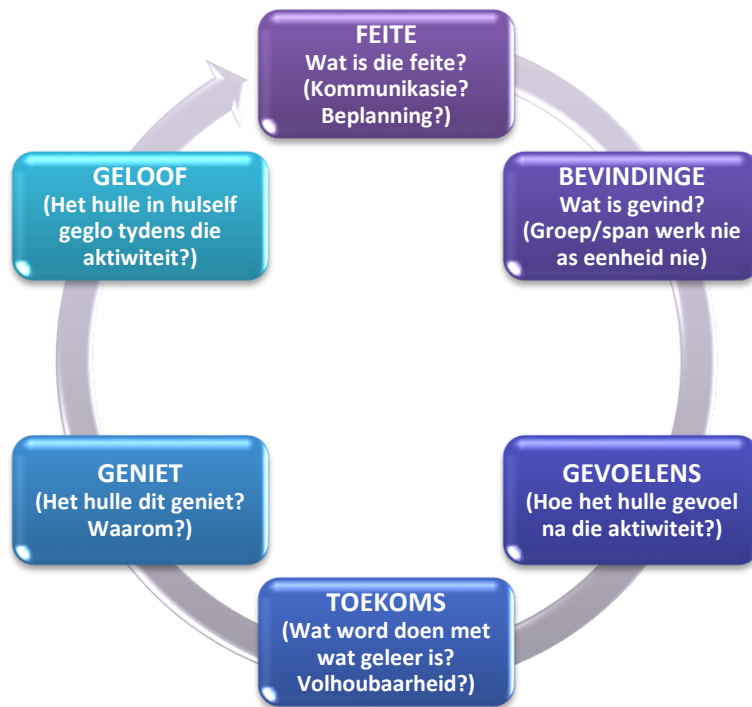 FEITE
Wat is die feite?
(Kommunikasie?
Beplanning?)
BEVINDINGE
Wat is gevind?
(Groep/span werk nie
as eenheid nie)
GEVOELENS
(Hoe het hulle gevoel
na die aktiwiteit?)
TOEKOMS
(Wat word doen met
wat geleer is?
Volhoubaarheid?)
GENIET
(Het hulle dit geniet?
Waarom?)
GELOOF
(Het hulle in hulself
geglo tydens die
aktiwiteit?)